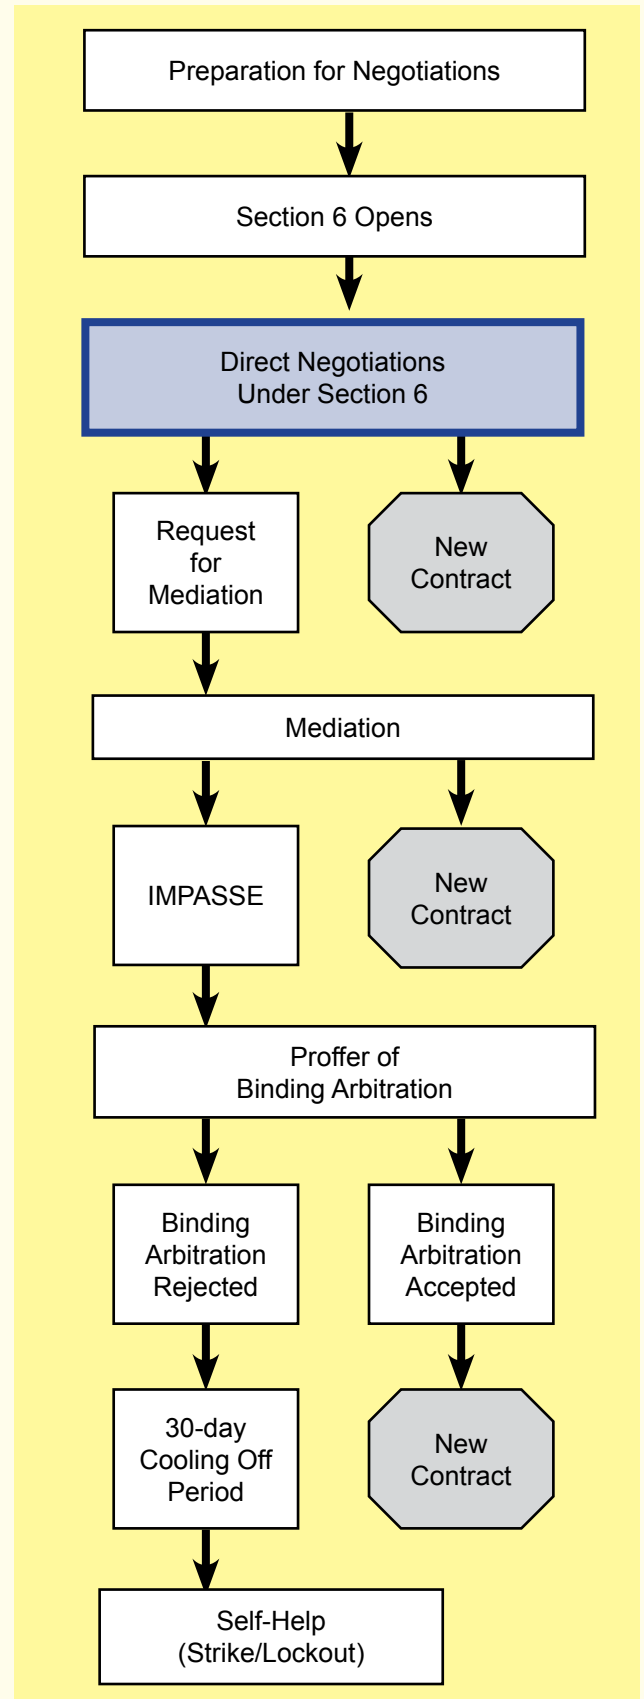 Preparation for Negotiations
Section 6 Opens
Direct Negotiations
Under Section 6
Request
for
Mediation
New
Contract
Mediation
IMPASSE
New
Contract
Proffer of
Binding Arbitration
Binding
Arbitration
Rejected
Binding
Arbitration
Accepted
30-day
Cooling Off
Period
New
Contract
Self-Help
(Strike/Lockout)